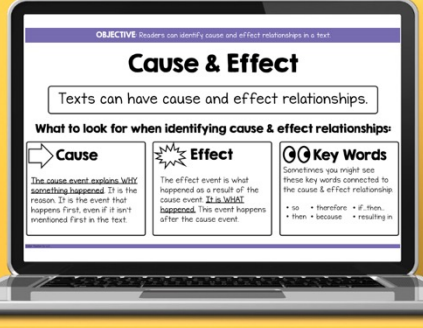 OBJECTIVE: Readers can identify cause and effect relationships in a text.
Cause & Effect
Texts can have cause and effect relationships.
What to look for when identifying cause & effect relationships:
Cause
The cause event explains WHY
something happened. It is the
reason. It is the event that
happens first, even if it isn't
mentioned first in the text.
Effect
The effect event is what
happened as a result of the
cause event. It is WHAT
happened. This event happens
after the cause event.
Key Words
Sometimes you might see
these key words connected to
the cause & effect relationship.
• so • therefore • if...then...
• then • because • resulting in